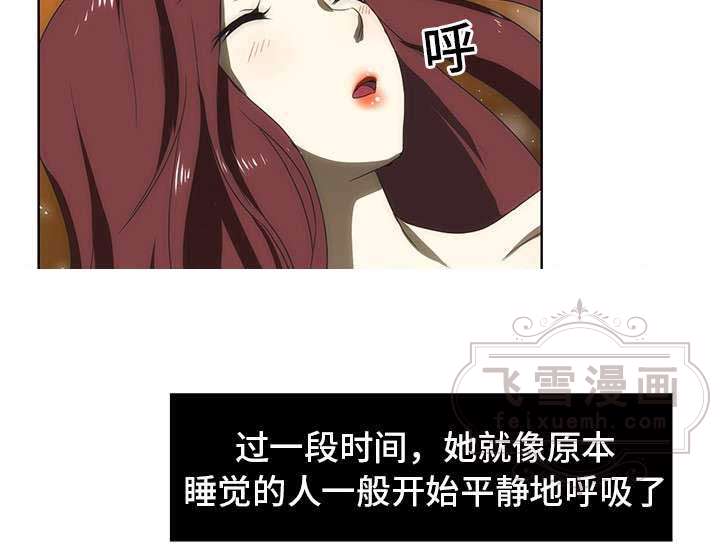 呼
飞雪漫画
feixuemh.com
过一段时间，她就像原本
睡觉的人一般开始平静地呼吸了